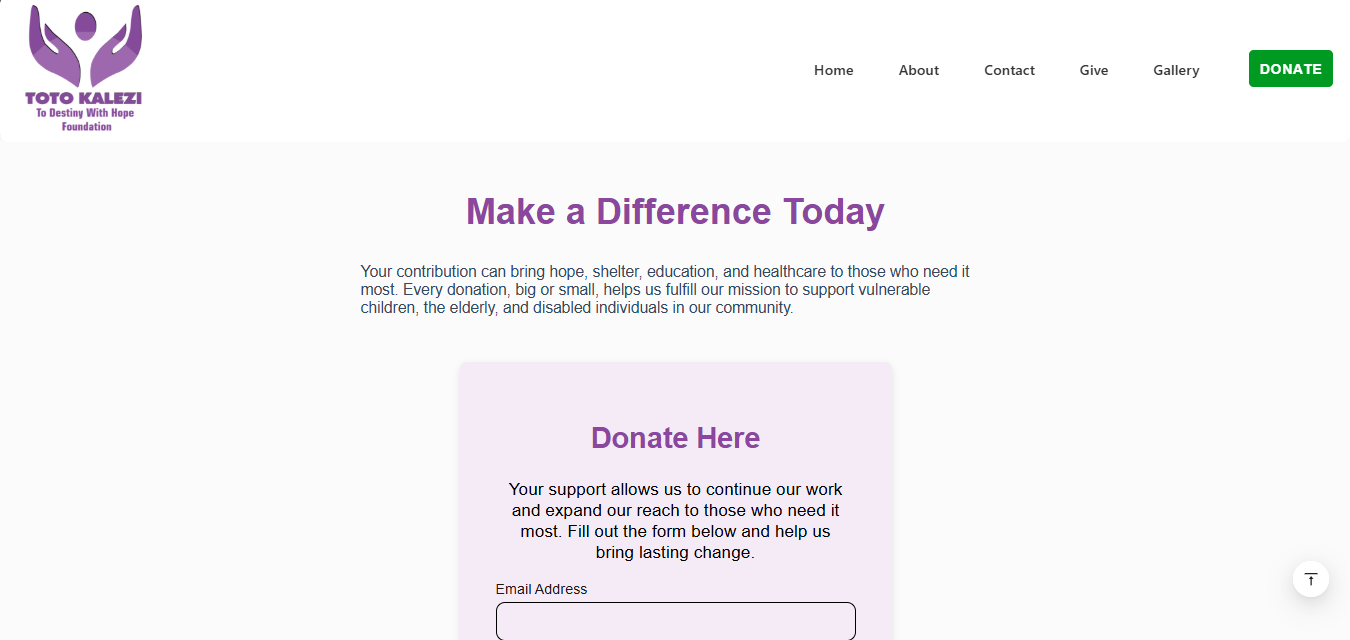 TOTO KALEZI
To Destiny With Hope
Foundation
Home About Contact Give Gallery DONATE
Make a Difference Today
Your contribution can bring hope, shelter, education, and healthcare to those who need it
most. Every donation, big or small, helps us fulfill our mission to support vulnerable
children, the elderly, and disabled individuals in our community.
Donate Here
Your support allows us to continue our work
and expand our reach to those who need it
most. Fill out the form below and help us
bring lasting change.
Email Address